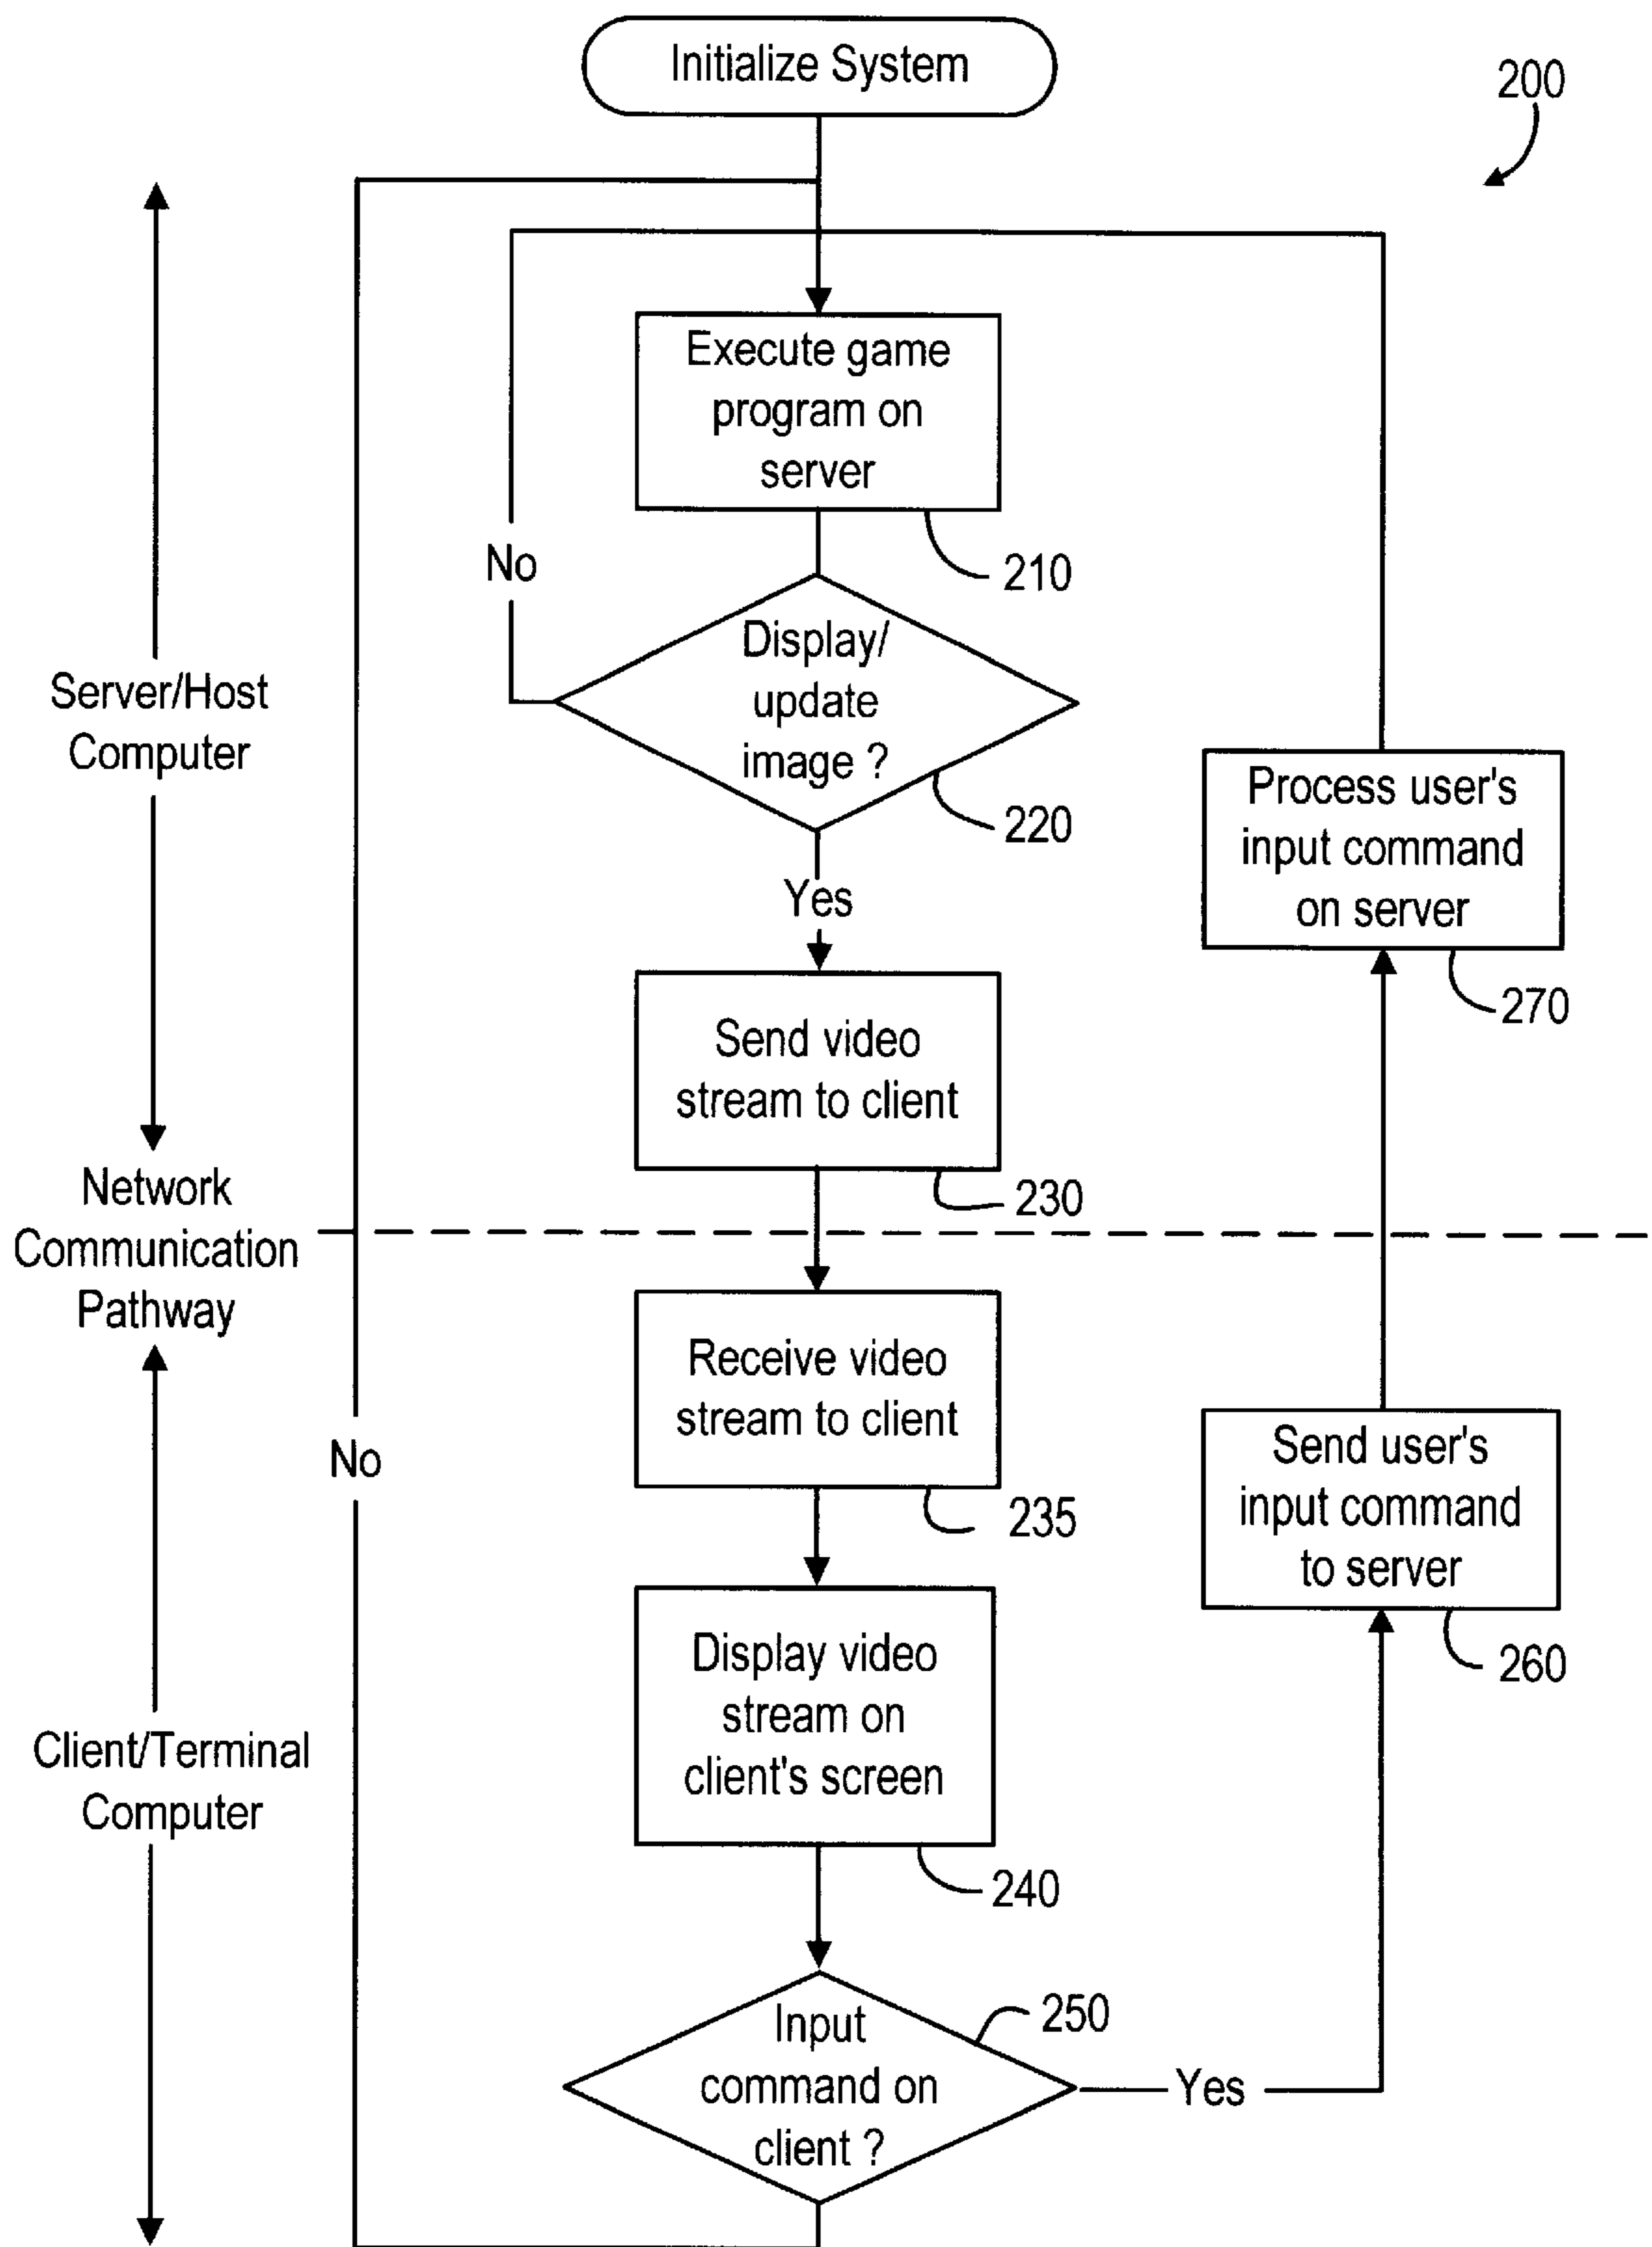 Initialize System
200
Execute game
program on
server
210
No
Display/
update
image ?
220
Yes
Server/Host
Computer
Process user's
input command
on server
270
Send video
stream to client
230
Network
Communication
Pathway
Receive video
stream to client
235
No
Send user's
input command
to server
260
Display video
stream on
client's screen
240
Client/Terminal
Computer
Input
command on
client ?
250
Yes